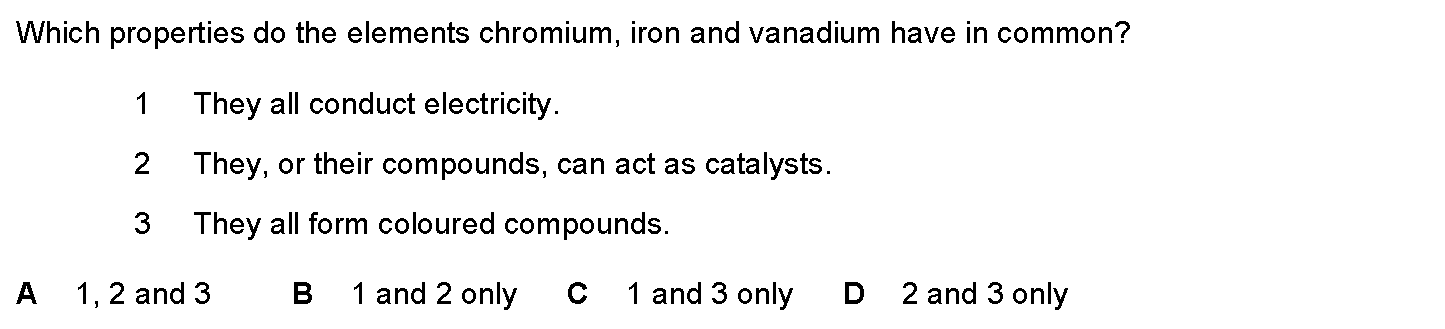 Which properties do the elements chromium, iron and vanadium have in common?
1 They all conduct electricity.
2 They, or their compounds, can act as catalysts.
3 They all form coloured compounds.
A 1, 2 and 3 B 1 and 2 only C 1 and 3 only D 2 and 3 only